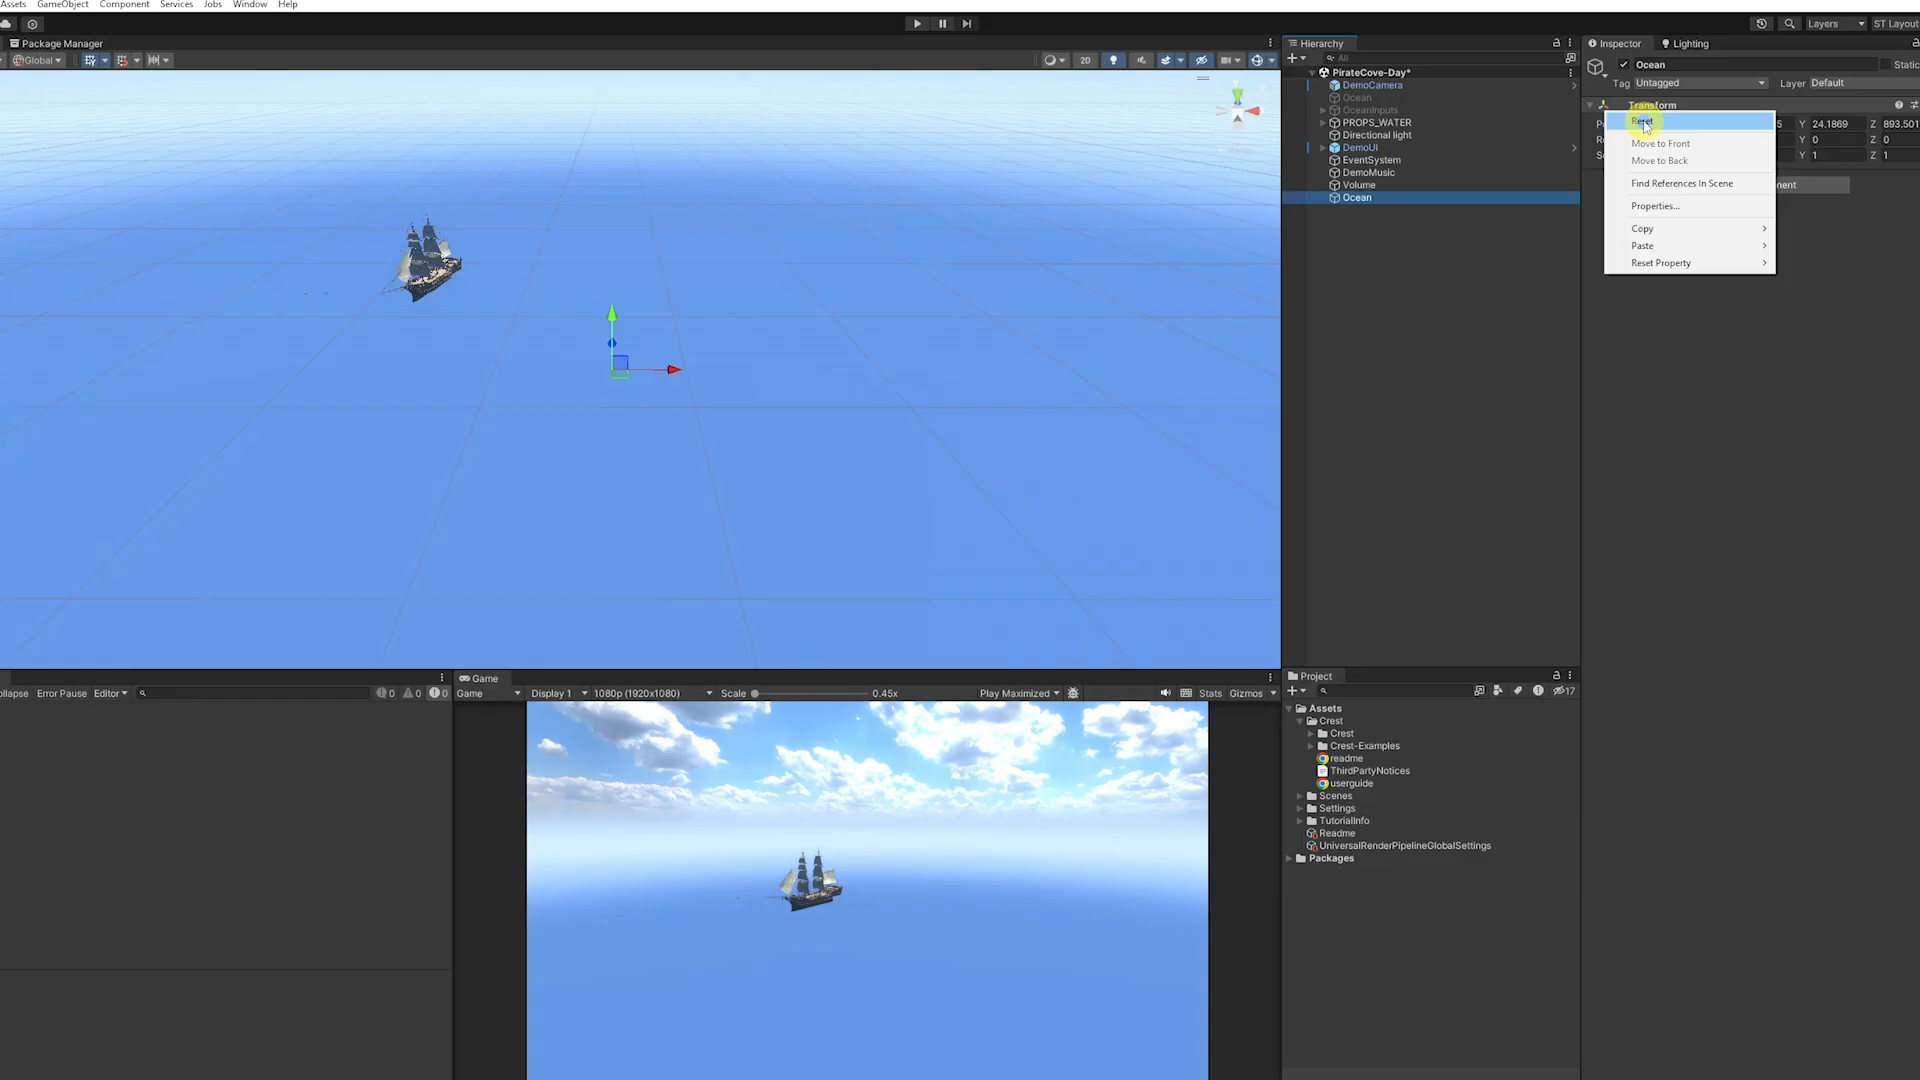 Assets GameObject Component Services Jobs Window Help
Layers ST Layout
Package Manager
Global
2D
Hierarchy
All
PirateCove-Day*
DemoCamera
Ocean
OceanInputs
PROPS_WATER
Directional light
DemoUI
EventSystem
DemoMusic
Volume
Ocean
Inspector Lighting
Ocean Static
Tag Untagged Layer Default
Transform
5 Y 24.1869 Z 893.501
Y 0 Z 0
Y 1 Z 1
nent
Reset
Move to Front
Move to Back
Find References In Scene
Properties...
Copy
Paste
Reset Property
ollapse Error Pause Editor 0 0 0
Game
Game Display 1 1080p (1920x1080) Scale 0.45x Play Maximized Stats Gizmos
Project
17
Assets
Crest
Crest
Crest-Examples
readme
ThirdPartyNotices
userguide
Scenes
Settings
TutorialInfo
Readme
UniversalRenderPipelineGlobalSettings
Packages